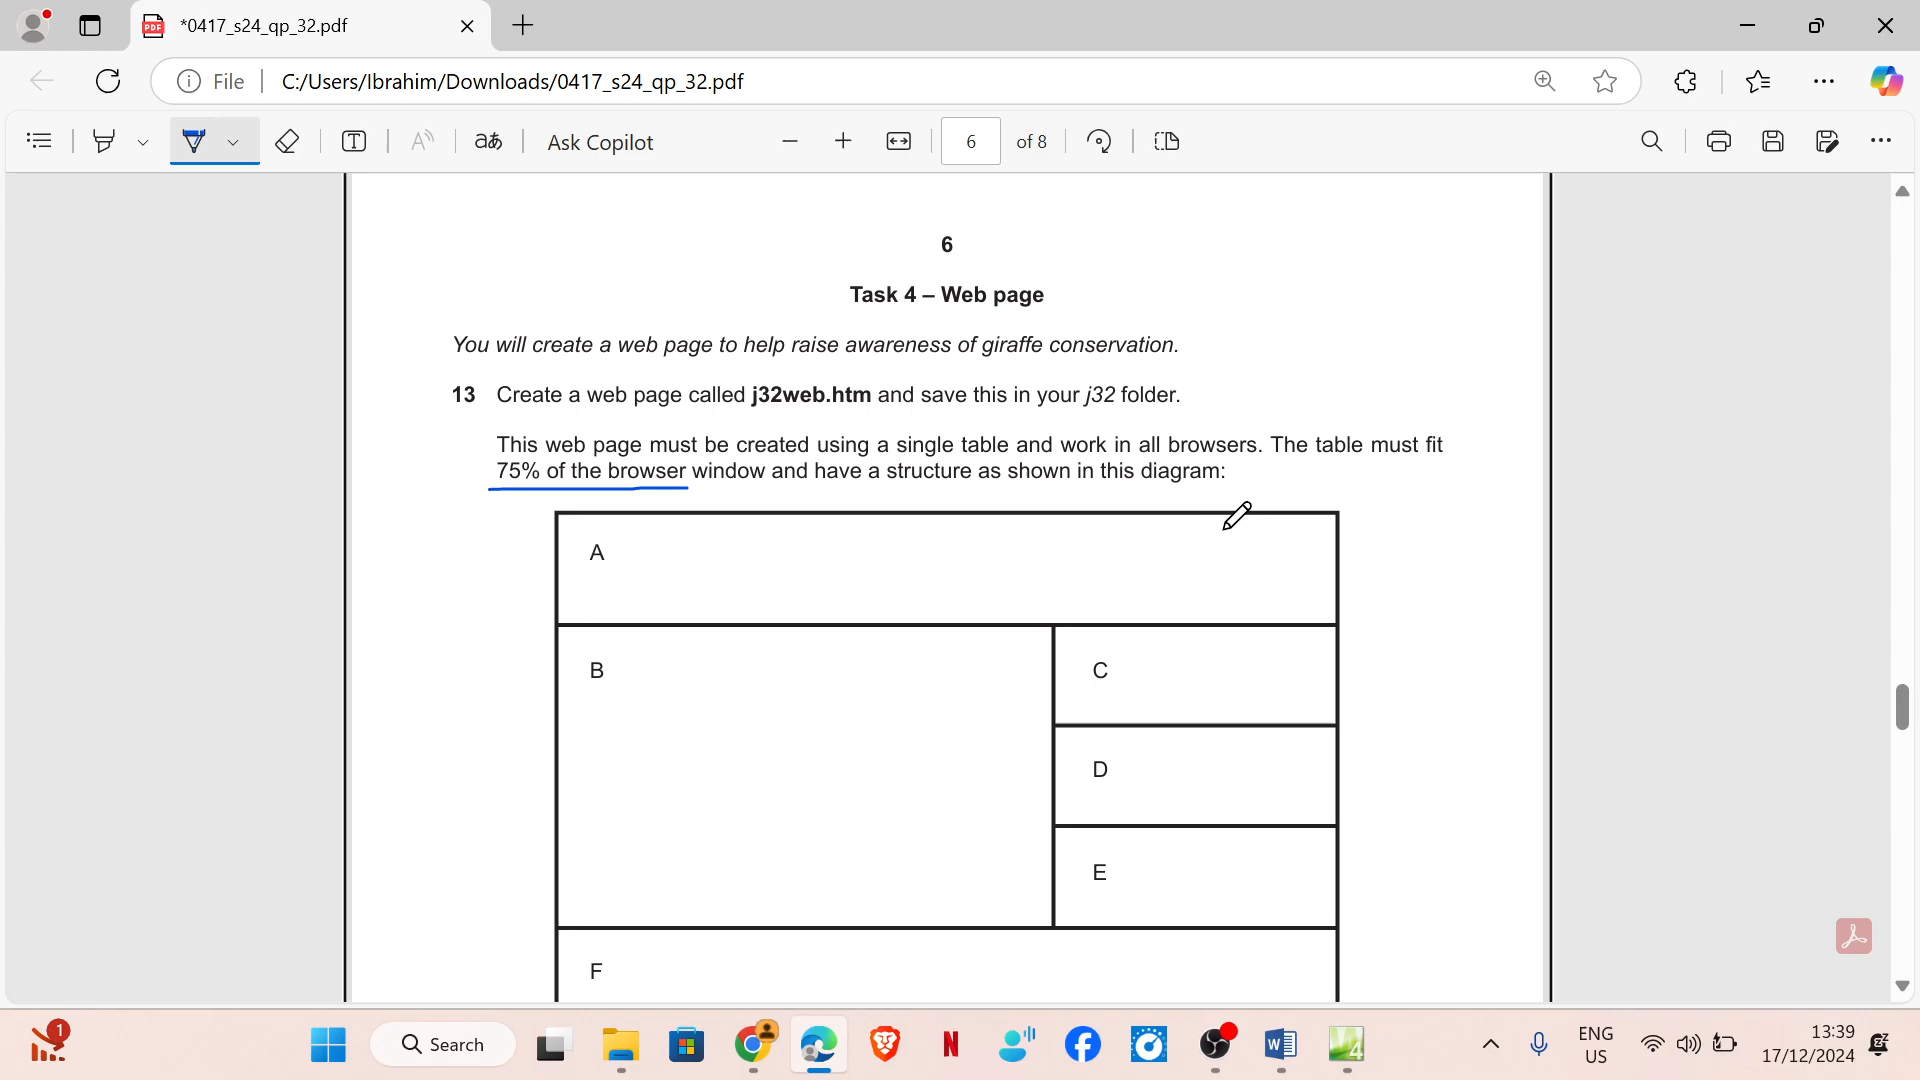 *0417_s24_qp_32.pdf
File
C:/Users/Ibrahim/Downloads/0417_s24_qp_32.pdf
Ask Copilot
6
of 8
6
Task 4 – Web page
You will create a web page to help raise awareness of giraffe conservation.
13 Create a web page called j32web.htm and save this in your j32 folder.
This web page must be created using a single table and work in all browsers. The table must fit
75% of the browser window and have a structure as shown in this diagram:
A
B
C
D
E
F
1
Search
ENG
US
13:39
17/12/2024